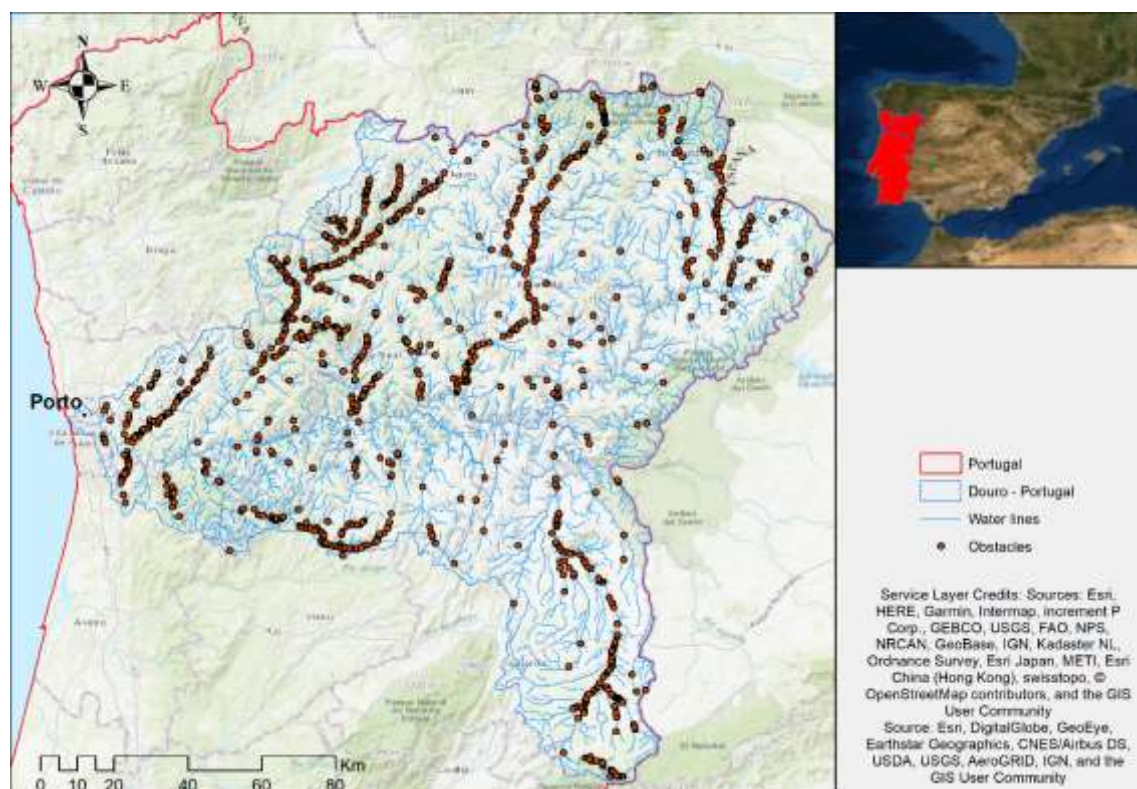 N
W E
S
Porto
Braga
Aveiro
ESPAÑA
Portugal
Douro - Portugal
Water lines
Obstacles
Service Layer Credits: Sources: Esri,
HERE, Garmin, Intermap, increment P
Corp., GEBCO, USGS, FAO, NPS,
NRCAN, GeoBase, IGN, Kadaster NL,
Ordnance Survey, Esri Japan, METI, Esri
China (Hong Kong), swisstopo, ©
OpenStreetMap contributors, and the GIS
User Community
Source: Esri, DigitalGlobe, GeoEye,
Earthstar Geographics, CNES/Airbus DS,
USDA, USGS, AeroGRID, IGN, and the
GIS User Community
Km
0 10 20 40 60 80